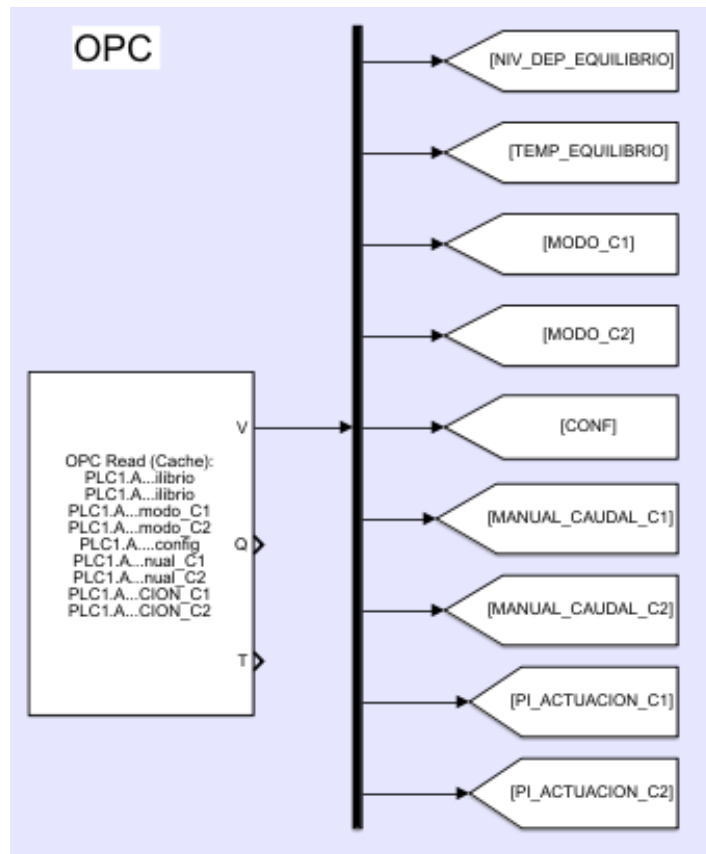 OPC
[NIV_DEP_EQUILIBRIO]
[TEMP_EQUILIBRIO]
[MODO_C1]
[MODO_C2]
[CONF]
[MANUAL_CAUDAL_C1]
[MANUAL_CAUDAL_C2]
[PI_ACTUACION_C1]
[PI_ACTUACION_C2]
V
OPC Read (Cache):
PLC1.A...ilibrio
PLC1.A...ilibrio
PLC1.A...modo_C1
PLC1.A...modo_C2
PLC1.A....config
PLC1.A...nual_C1
PLC1.A...nual_C2
PLC1.A...CION_C1
PLC1.A...CION_C2
Q
T